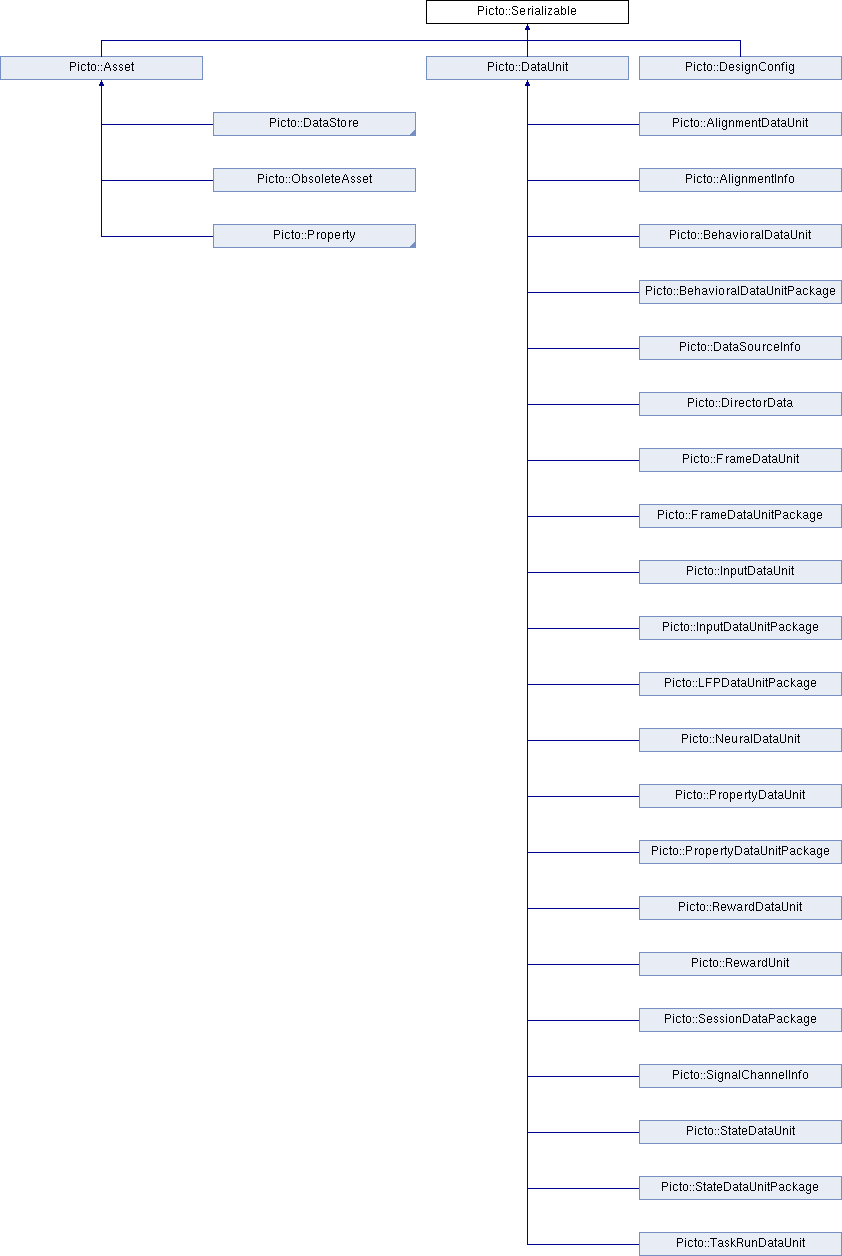 Picto::Serializable
Picto::Asset
Picto::DataUnit
Picto::DesignConfig
Picto::DataStore
Picto::AlignmentDataUnit
Picto::ObsoleteAsset
Picto::AlignmentInfo
Picto::Property
Picto::BehavioralDataUnit
Picto::BehavioralDataUnitPackage
Picto::DataSourceInfo
Picto::DirectorData
Picto::FrameDataUnit
Picto::FrameDataUnitPackage
Picto::InputDataUnit
Picto::InputDataUnitPackage
Picto::LFPDataUnitPackage
Picto::NeuralDataUnit
Picto::PropertyDataUnit
Picto::PropertyDataUnitPackage
Picto::RewardDataUnit
Picto::RewardUnit
Picto::SessionDataPackage
Picto::SignalChannelInfo
Picto::StateDataUnit
Picto::StateDataUnitPackage
Picto::TaskRunDataUnit